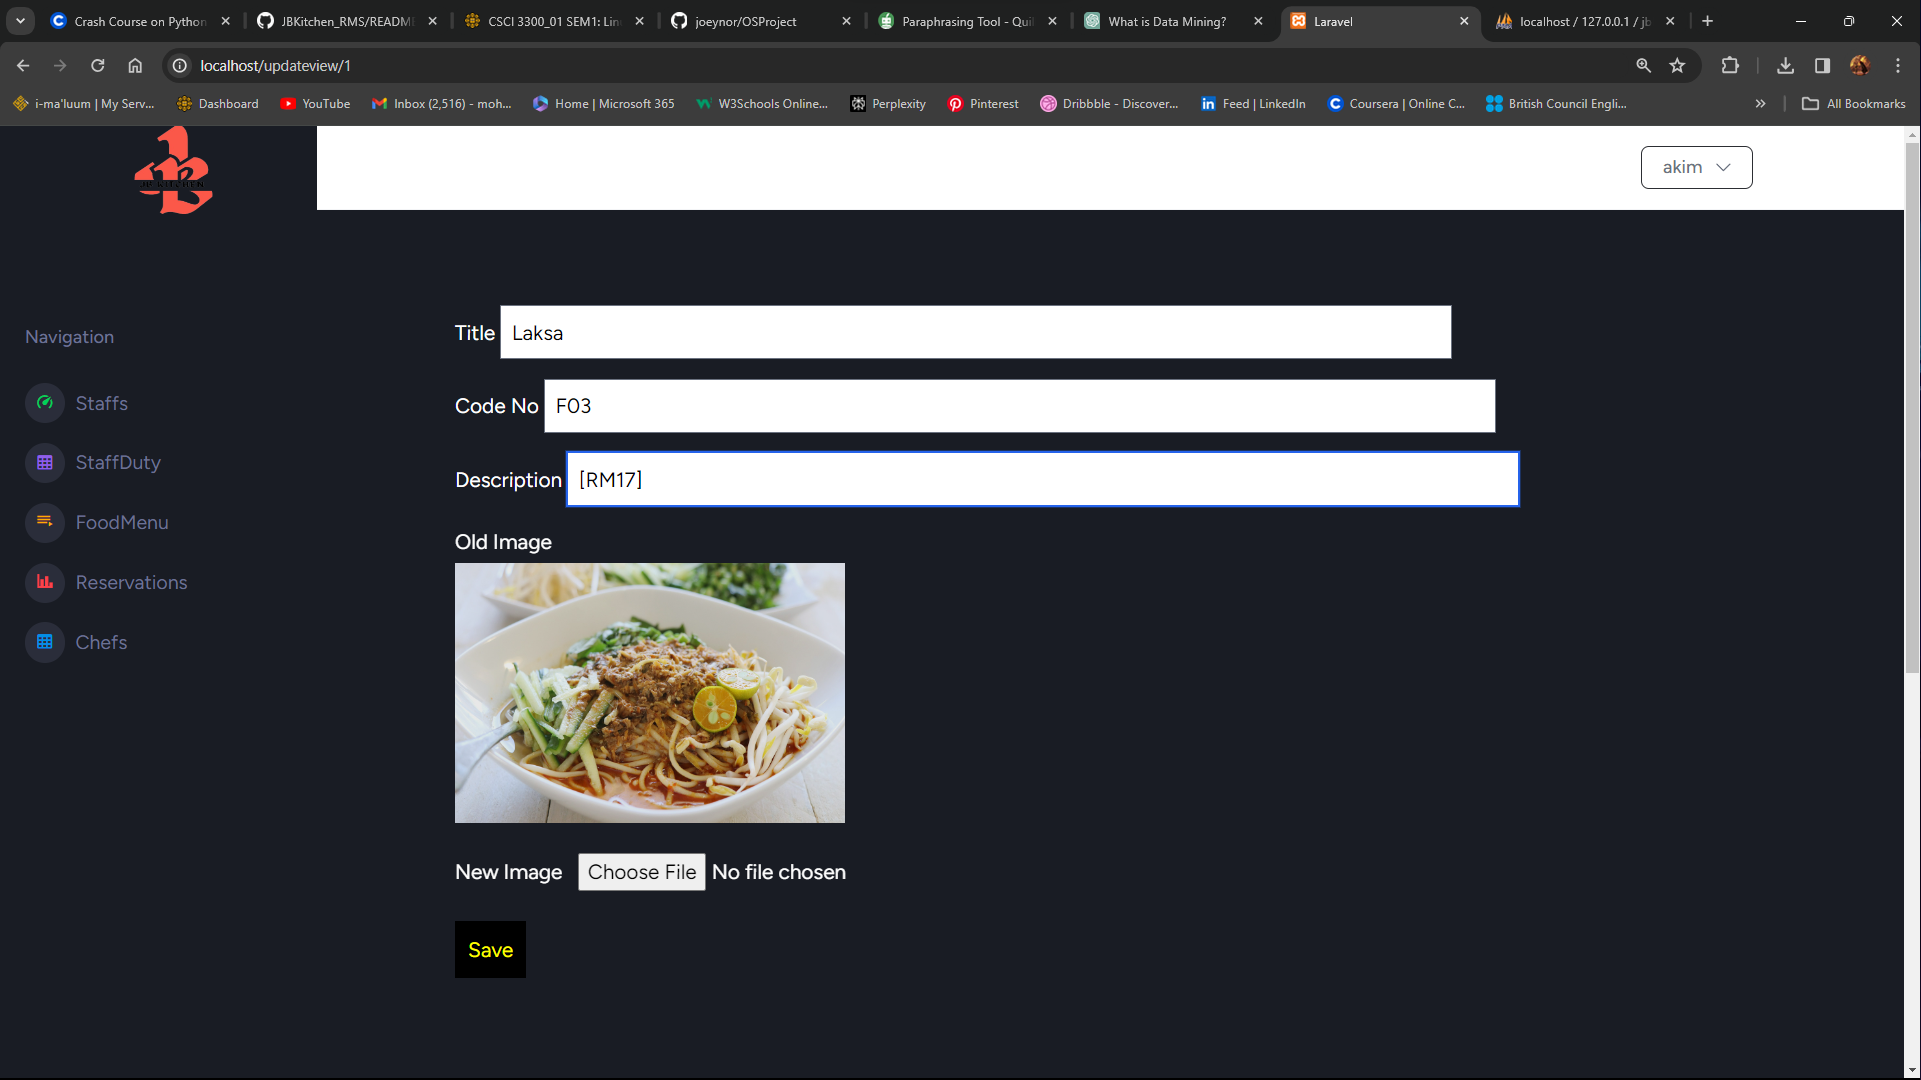 Crash Course on Python
JBKitchen_RMS/READM
CSCI 3300_01 SEM1: Lin
joeynor/OSProject
Paraphrasing Tool - Qui
What is Data Mining?
Laravel
localhost / 127.0.0.1 / jb
localhost/updateview/1
i-ma'luum | My Serv...
Dashboard
YouTube
Inbox (2,516) - moh...
Home | Microsoft 365
W3Schools Online...
Perplexity
Pinterest
Dribbble - Discover...
Feed | LinkedIn
Coursera | Online C...
British Council Engli...
All Bookmarks
JB KITCHEN
akim
Navigation
Staffs
StaffDuty
FoodMenu
Reservations
Chefs
Title Laksa
Code No F03
Description [RM17]
Old Image
New Image Choose File No file chosen
Save